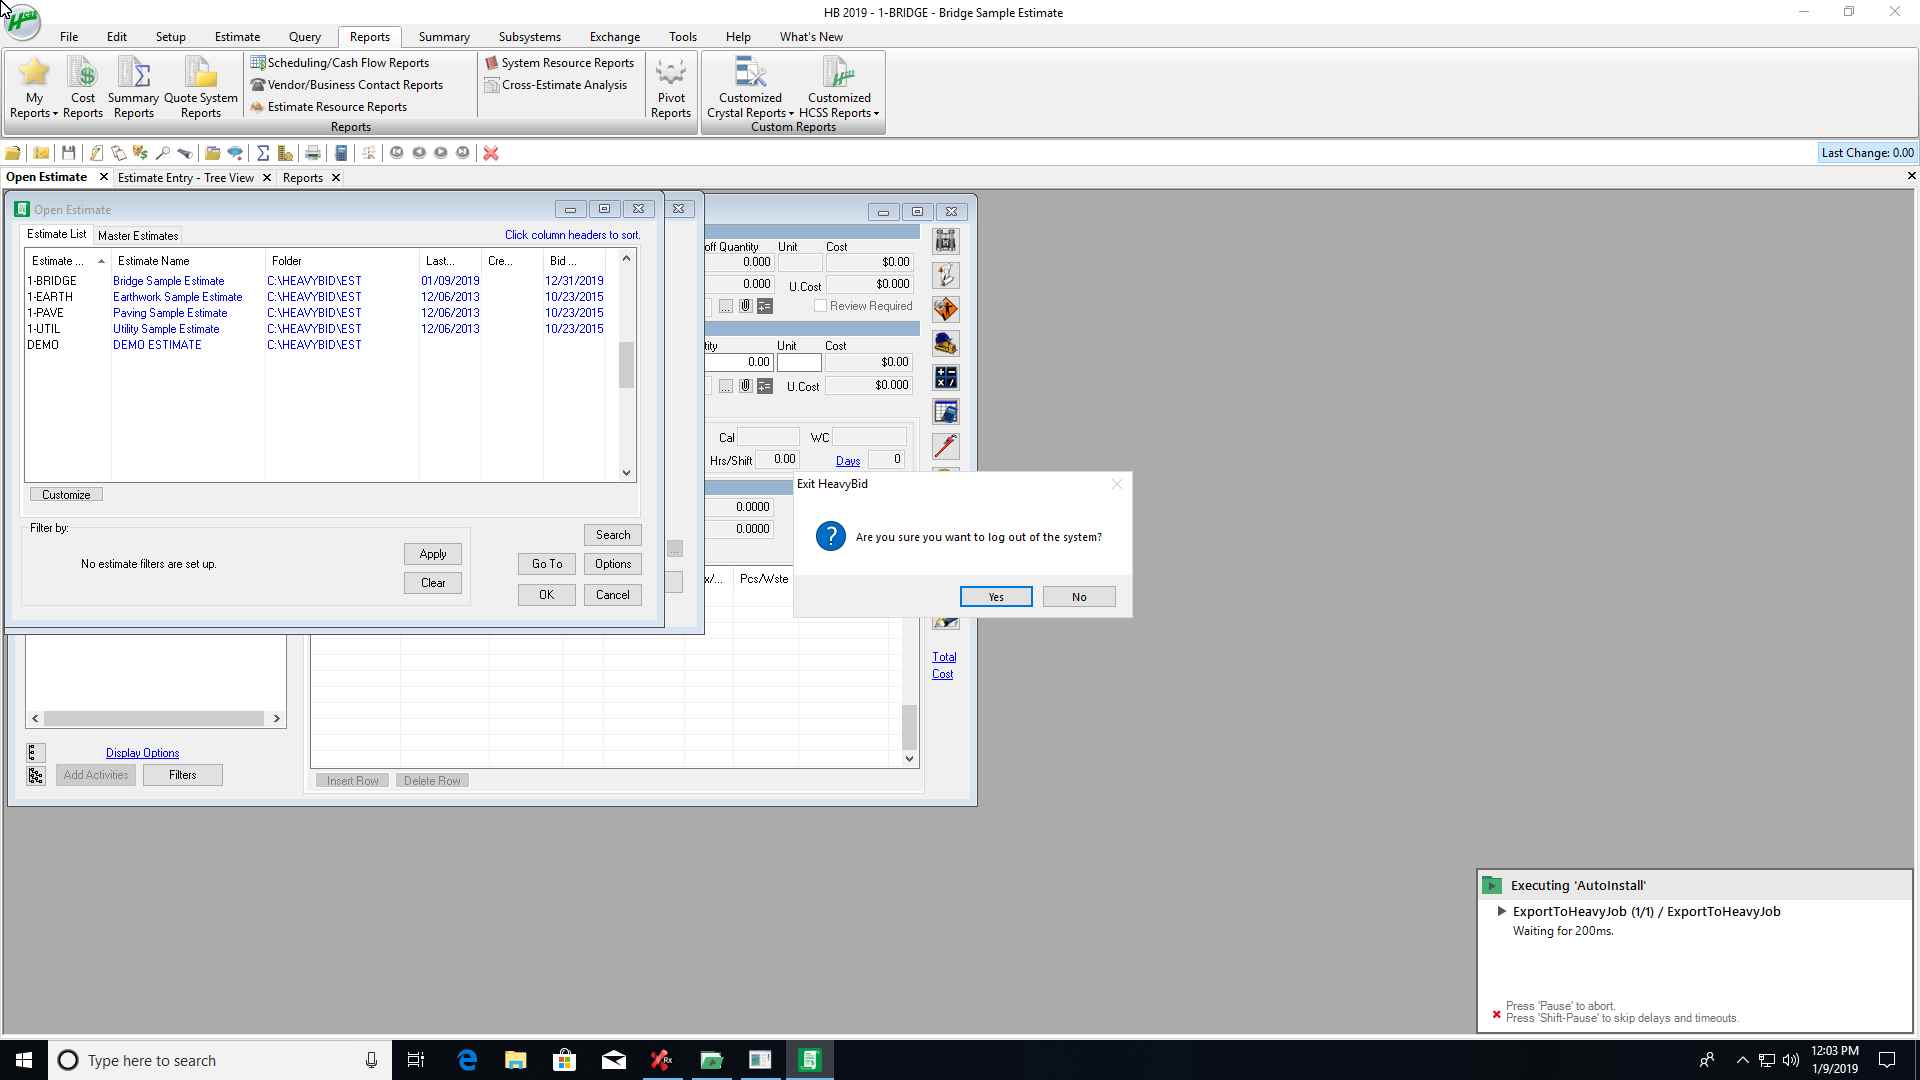 HB 2019 - 1-BRIDGE - Bridge Sample Estimate
File Edit Setup Estimate Query Reports Summary Subsystems Exchange Tools Help What's New
My Reports
Cost Reports
Summary Reports
Quote System Reports
Scheduling/Cash Flow Reports
Vendor/Business Contact Reports
Estimate Resource Reports
System Resource Reports
Cross-Estimate Analysis
Pivot Reports
Customized Crystal Reports
Customized HCSS Reports
Reports
Custom Reports
Last Change: 0.00
Open Estimate Estimate Entry - Tree View Reports
Open Estimate
Estimate List Master Estimates Click column headers to sort.
Estimate ... Estimate Name Folder Last... Cre... Bid ...
1-BRIDGE Bridge Sample Estimate C:\HEAVYBID\EST 01/09/2019 12/31/2019
1-EARTH Earthwork Sample Estimate C:\HEAVYBID\EST 12/06/2013 10/23/2015
1-PAVE Paving Sample Estimate C:\HEAVYBID\EST 12/06/2013 10/23/2015
1-UTIL Utility Sample Estimate C:\HEAVYBID\EST 12/06/2013 10/23/2015
DEMO DEMO ESTIMATE C:\HEAVYBID\EST
Customize
Filter by:
No estimate filters are set up.
Apply
Clear
Search
Go To Options
OK Cancel
off Quantity Unit Cost
0.000 $0.00
0.000 U.Cost $0.000
... Review Required
tity Unit Cost
0.00 $0.00
... U.Cost $0.000
Cal WC
Hrs/Shift 0.00 Days 0
0.0000
0.0000
...
x/... Pcs/Wste
Exit HeavyBid
Are you sure you want to log out of the system?
Yes No
Total
Cost
Display Options
Add Activities Filters
Insert Row Delete Row
Executing 'AutoInstall'
ExportToHeavyJob (1/1) / ExportToHeavyJob
Waiting for 200ms.
Press 'Pause' to abort.
Press 'Shift-Pause' to skip delays and timeouts.
Type here to search
12:03 PM
1/9/2019